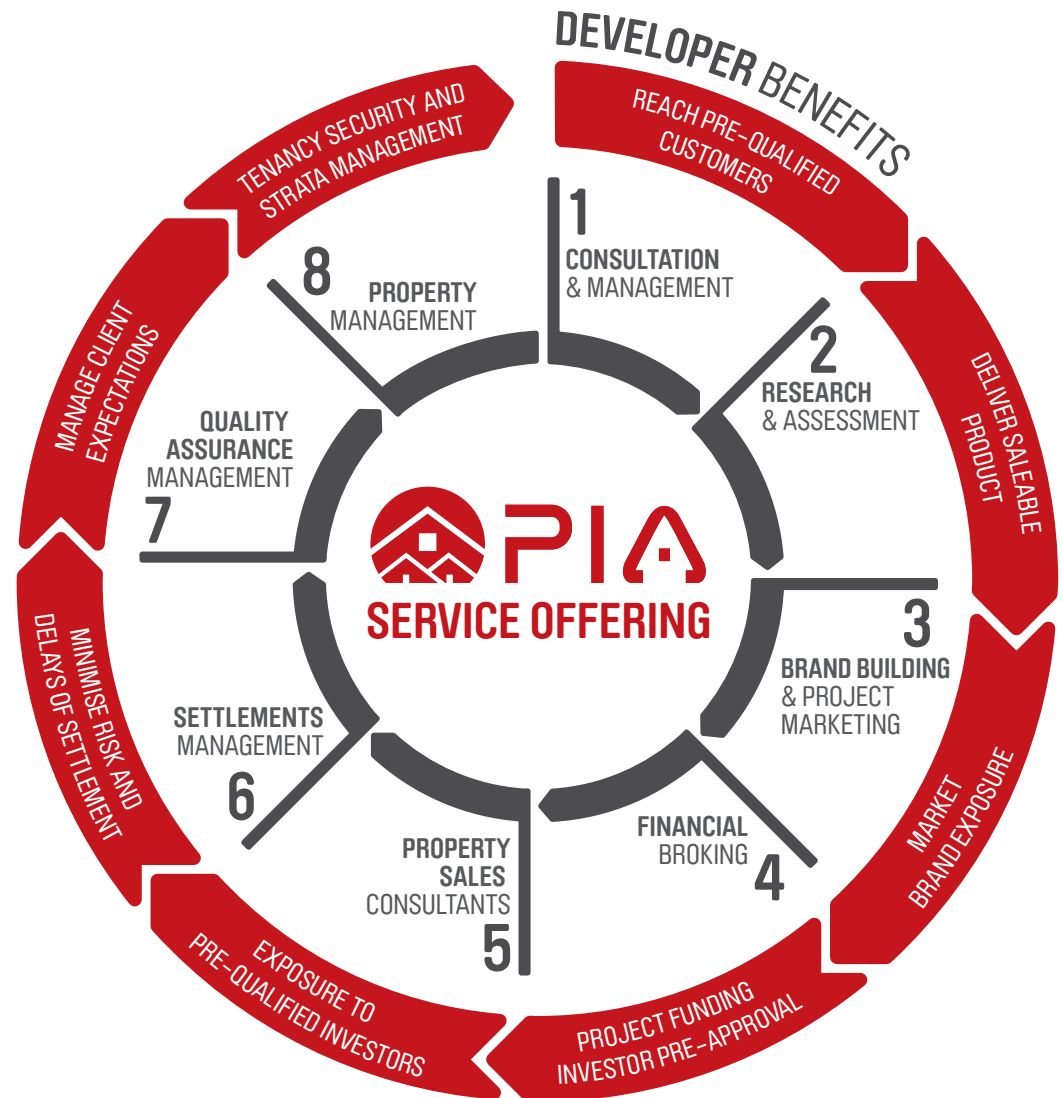 DEVELOPER BENEFITS
REACH PRE-QUALIFIED
CUSTOMERS
DELIVER SALEABLE
PRODUCT
MARKET
BRAND EXPOSURE
PROJECT FUNDING
INVESTOR PRE-APPROVAL
EXPOSURE TO
PRE-QUALIFIED INVESTORS
MINIMISE RISK AND
DELAYS OF SETTLEMENT
MANAGE CLIENT
EXPECTATIONS
TENANCY SECURITY AND
STRATA MANAGEMENT
1
CONSULTATION
& MANAGEMENT
2
RESEARCH
& ASSESSMENT
3
BRAND BUILDING
& PROJECT
MARKETING
FINANCIAL
BROKING
4
PROPERTY
SALES
CONSULTANTS
5
SETTLEMENTS
MANAGEMENT
6
QUALITY
ASSURANCE
MANAGEMENT
7
8
PROPERTY
MANAGEMENT
PIA
SERVICE OFFERING